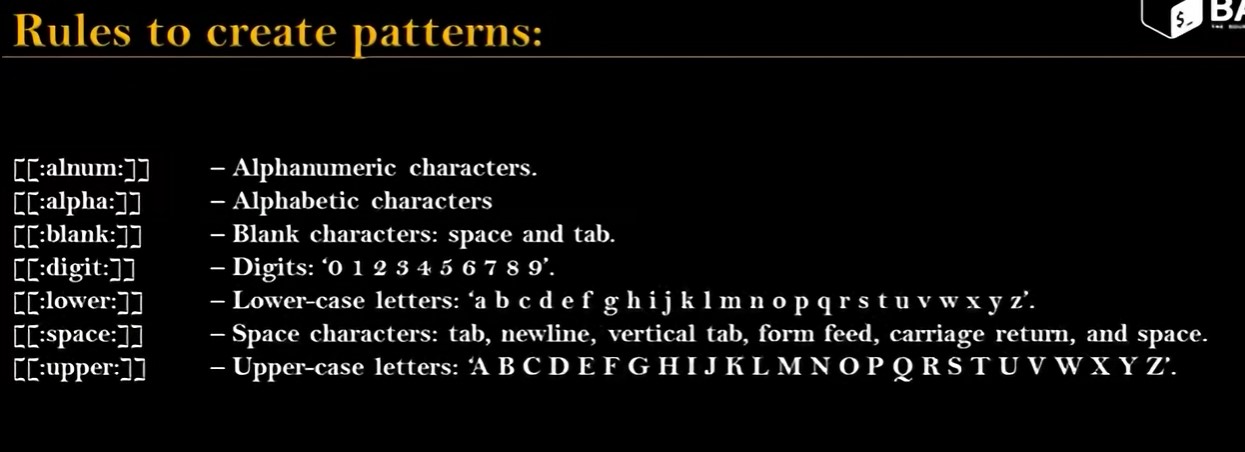 Rules to create patterns:
$_
[[:alnum:]] – Alphanumeric characters.
[[:alpha:]] – Alphabetic characters
[[:blank:]] – Blank characters: space and tab.
[[:digit:]] – Digits: ‘0 1 2 3 4 5 6 7 8 9’.
[[:lower:]] – Lower-case letters: ‘a b c d e f g h i j k l m n o p q r s t u v w x y z’.
[[:space:]] – Space characters: tab, newline, vertical tab, form feed, carriage return, and space.
[[:upper:]] – Upper-case letters: ‘A B C D E F G H I J K L M N O P Q R S T U V W X Y Z’.